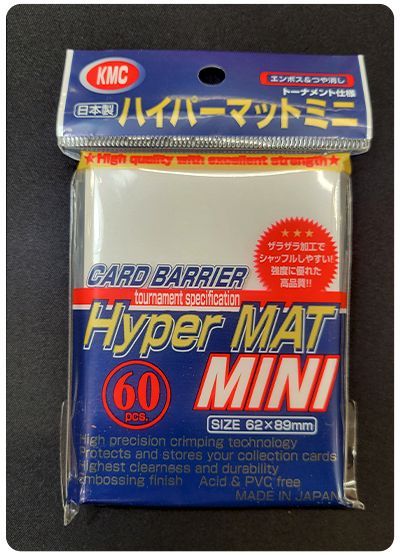 KMC
エンボス&つや消し
トーナメント仕様
日本製
ハイパーマットミニ
★High quality with excellent strength★
ザラザラ加工で
シャッフルしやすい!
強度に優れた
高品質!!
CARD BARRIER
tournament specification
Hyper MAT
MINI
60
pcs.
SIZE 62×89mm
High precision crimping technology
Protects and stores your collection cards
Highest clearness and durability
Embossing finish Acid & PVC free
MADE IN JAPAN